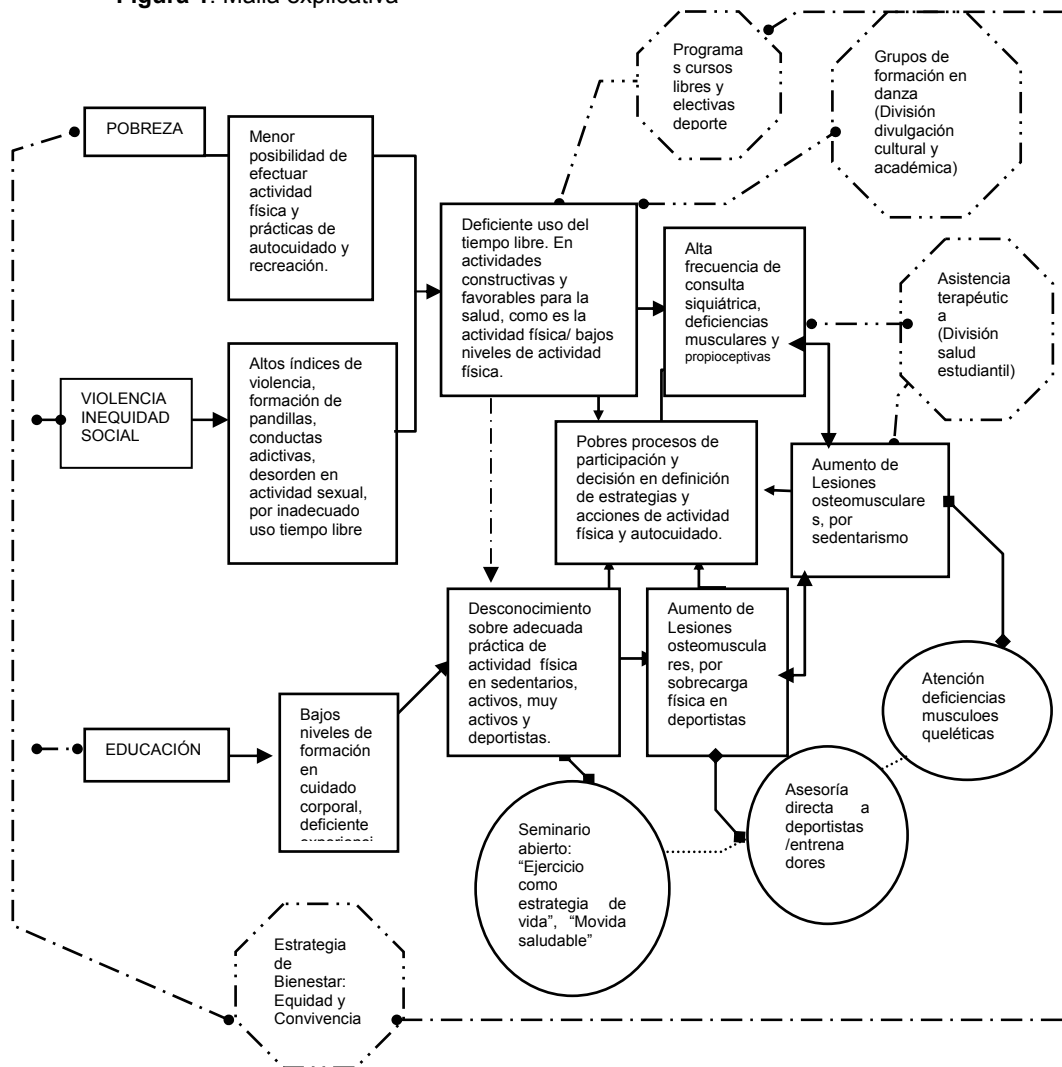 Figura 1. Malla explicativa
Programa
s cursos
libres y
electivas
deporte
Grupos de
formación en
danza
(División
divulgación
cultural y
académica)
POBREZA
Menor
posibilidad de
efectuar
actividad
física y
prácticas de
autocuidado y
recreación.
Deficiente uso del
tiempo libre. En
actividades
constructivas y
favorables para la
salud, como es la
actividad física/ bajos
niveles de actividad
física.
Alta
frecuencia de
consulta
siquiátrica,
deficiencias
musculares y
propioceptivas
Asistencia
terapéutic
a
(División
salud
estudiantil)
VIOLENCIA
INEQUIDAD
SOCIAL
Altos índices de
violencia,
formación de
pandillas,
conductas
adictivas,
desorden en
actividad sexual,
por inadecuado
uso tiempo libre
Pobres procesos de
participación y
decisión en definición
de estrategias y
acciones de actividad
física y autocuidado.
Aumento de
Lesiones
osteomusculare
s, por
sedentarismo
Desconocimiento
sobre adecuada
práctica de
actividad física
en sedentarios,
activos, muy
activos y
deportistas.
Aumento de
Lesiones
osteomuscula
res, por
sobrecarga
física en
deportistas
Atención
deficiencias
musculoes
queléticas
EDUCACIÓN
Bajos
niveles de
formación
en
cuidado
corporal,
deficiente
Asesoría
directa a
deportistas
/entrena
dores
Seminario
abierto:
“Ejercicio
como
estrategia de
vida”, “Movida
saludable”
Estrategia
de
Bienestar:
Equidad y
Convivencia